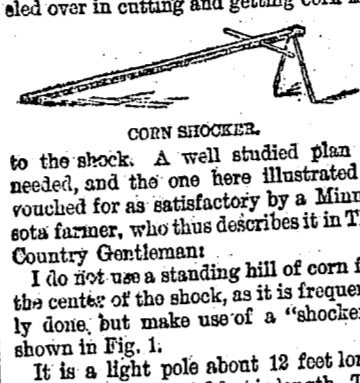 eled over in cutting and getting corn
CORN SHOCKER.
to the shock. A well studied plan
needed, and the one here illustrated
vouched for as satisfactory by a Minn
sota farmer, who thus describes it in T
Country Gentleman:
I do not use a standing hill of corn f
the center of the shock, as it is frequen
ly done, but make use of a "shocke
shown in Fig. 1.
It is a light pole about 12 feet lon